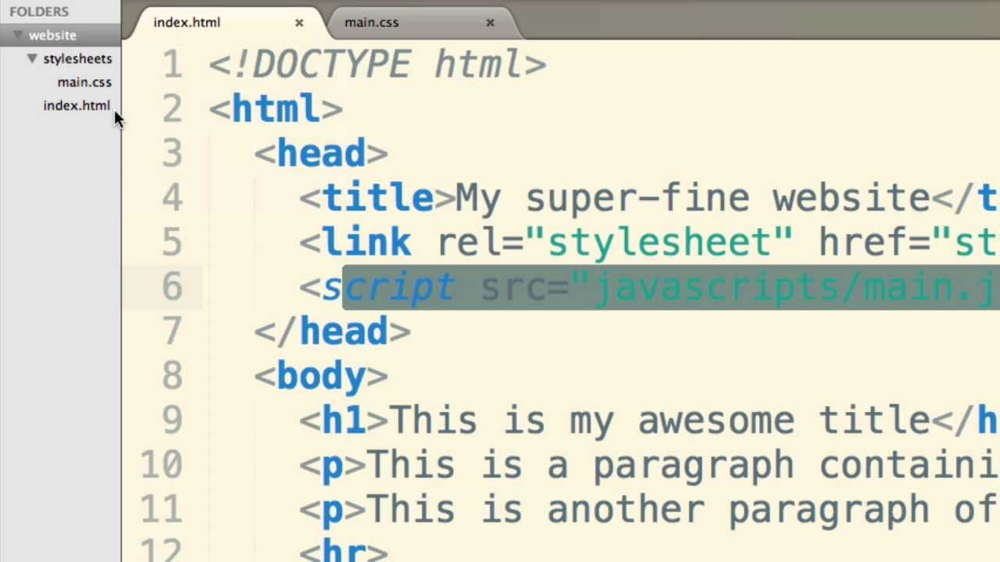 FOLDERS
website
stylesheets
main.css
index.html
index.html × main.css ×
1 <!DOCTYPE html>
2 <html>
3 <head>
4 <title>My super-fine website</t
5 <link rel="stylesheet" href="st
6 <script src="javascripts/main.j
7 </head>
8 <body>
9 <h1>This is my awesome title</h
10 <p>This is a paragraph containi
11 <p>This is another paragraph of
12 <hr>